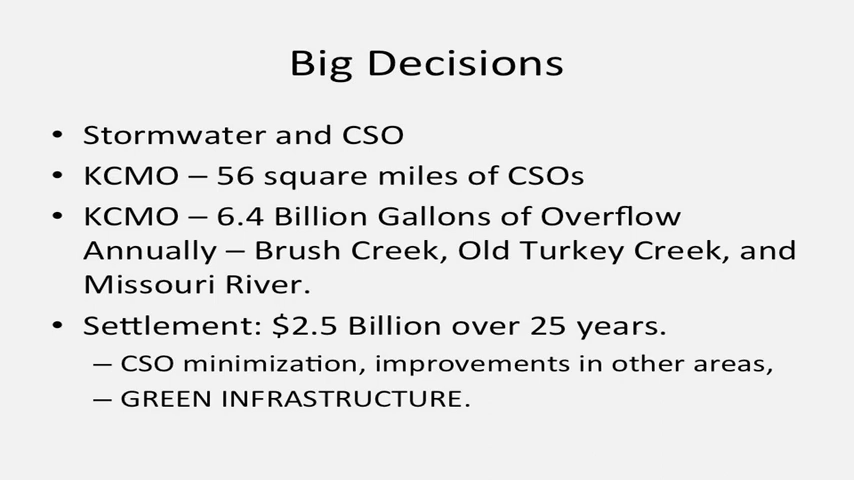 Big Decisions
• Stormwater and CSO
• KCMO – 56 square miles of CSOs
• KCMO – 6.4 Billion Gallons of Overflow
Annually – Brush Creek, Old Turkey Creek, and
Missouri River.
• Settlement: $2.5 Billion over 25 years.
– CSO minimization, improvements in other areas,
– GREEN INFRASTRUCTURE.